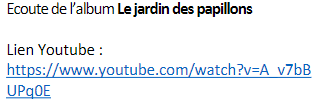 Ecoute de l'album Le jardin des papillons
Lien Youtube :
https://www.youtube.com/watch?v=A_v7bB
UPq0E